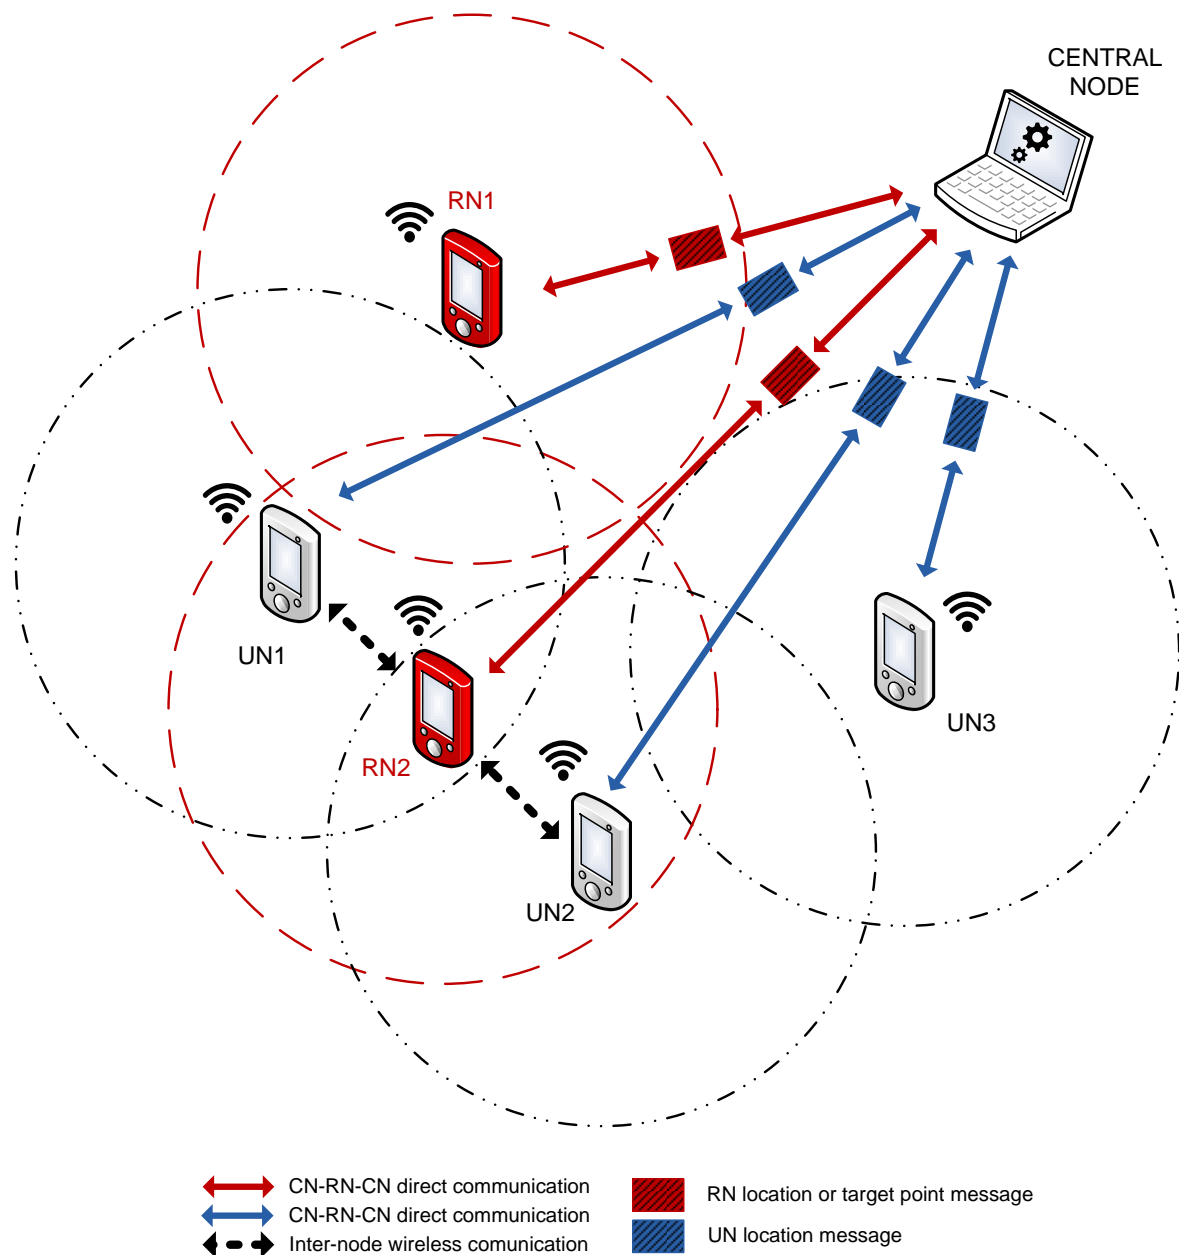 CENTRAL
NODE
RN1
UN1
RN2
UN3
UN2
CN-RN-CN direct communication
CN-RN-CN direct communication
Inter-node wireless comunication
RN location or target point message
UN location message